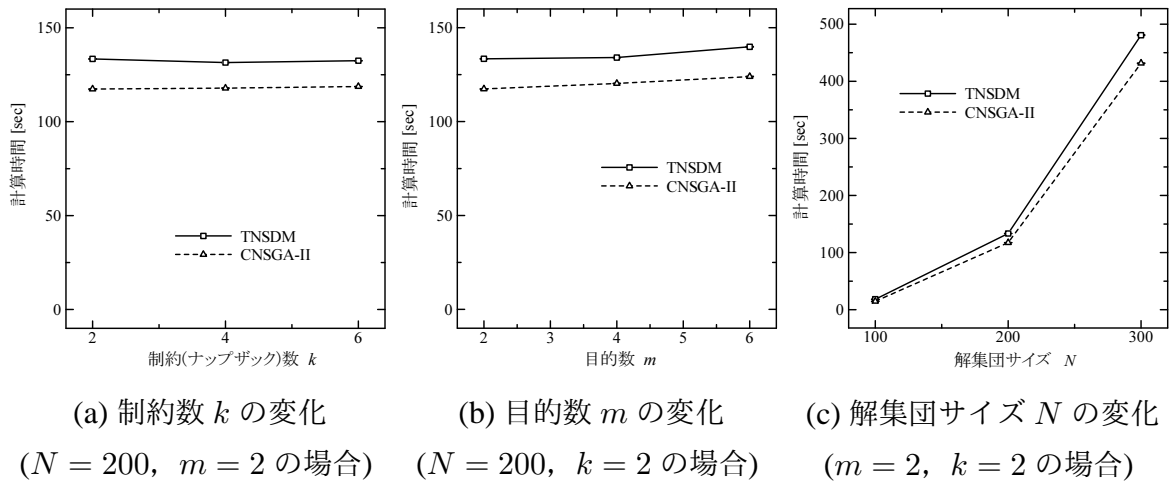 150
100
50
0
計算時間 [sec]
TNSDM
CNSGA-II
2
4
6
制約(ナップザック)数 k
150
100
50
0
計算時間 [sec]
TNSDM
CNSGA-II
2
3
4
5
6
目的数 m
500
400
300
200
100
0
計算時間 [sec]
TNSDM
CNSGA-II
100
200
300
解集団サイズ N
(a) 制約数 k の変化
(N = 200, m = 2 の場合)
(b) 目的数 m の変化
(N = 200, k = 2 の場合)
(c) 解集団サイズ N の変化
(m = 2, k = 2 の場合)